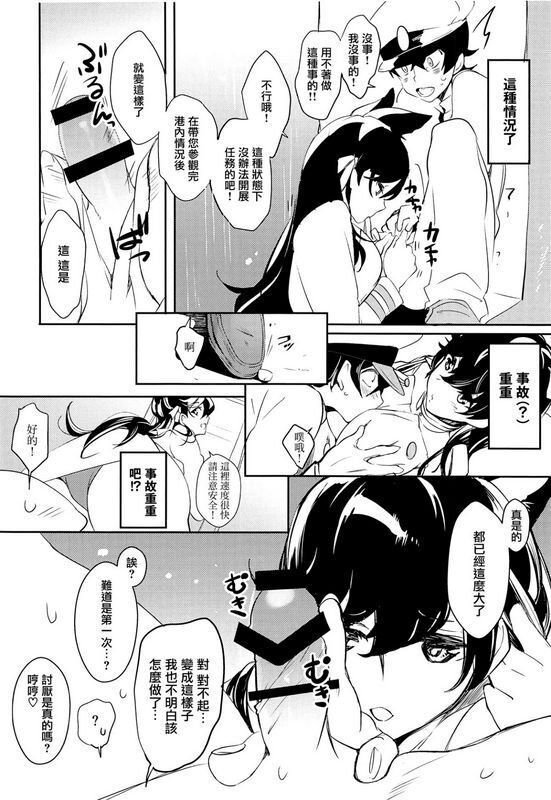 這種情況了
沒事！
我沒事的！
用不著做
這種事的！！
不行哦！
這種狀態下
沒辦法開展
任務的吧！
ガチャ
ガチャ
就變這樣了
在帶您參觀完
港內情況後
這 這是
ぶるんっ
ばっ
事故(?)
重重
噗哦！
啊
這裡速度很快
請注意安全！
好的！
事故重重
吧!?
真是的
都已經這麼大了
むき
むき
對 對不起…
變成這樣子
我也不明白該
怎麼做了…
誒？
難道是第一次…？
？
討厭是真的嗎？
哼哼♡